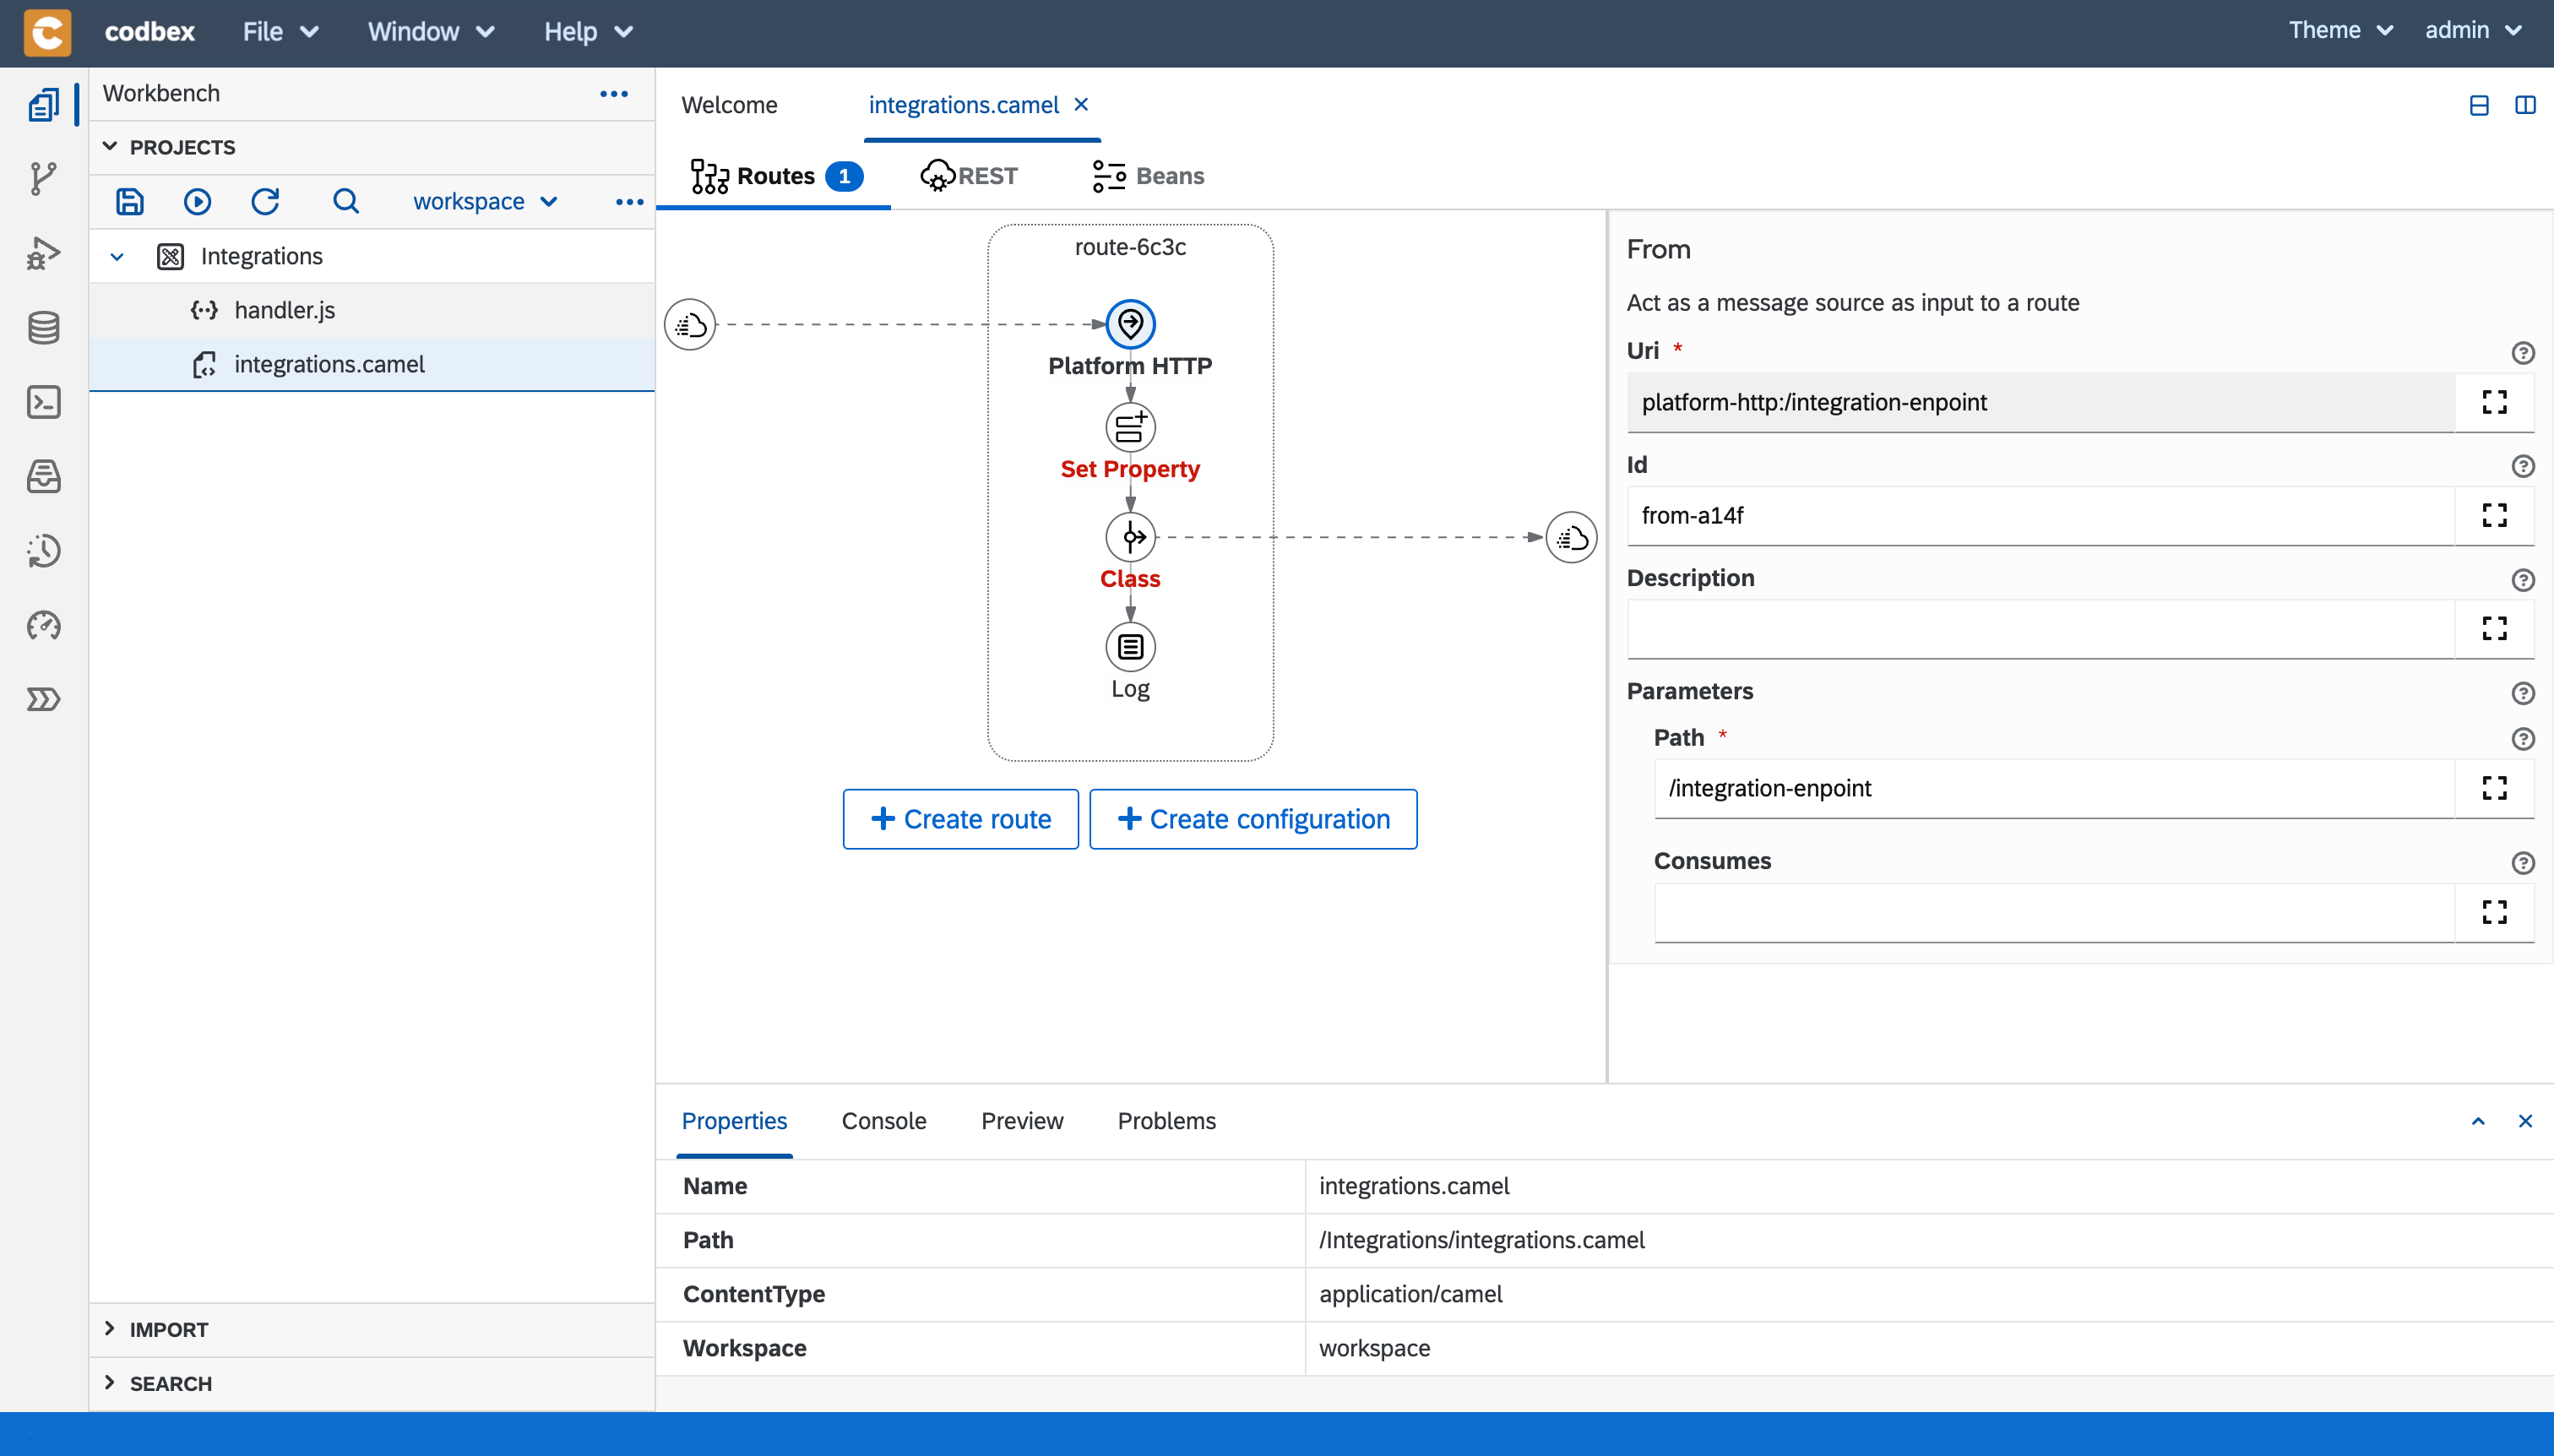 codbex File Window Help Theme admin
Workbench
PROJECTS
workspace
Integrations
handler.js
integrations.camel
IMPORT
SEARCH
Welcome integrations.camel
Routes 1 REST Beans
route-6c3c
Platform HTTP
Set Property
Class
Log
Create route Create configuration
From
Act as a message source as input to a route
Uri *
platform-http:/integration-enpoint
Id
from-a14f
Description
Parameters
Path *
/integration-enpoint
Consumes
Properties Console Preview Problems
Name integrations.camel
Path /Integrations/integrations.camel
ContentType application/camel
Workspace workspace